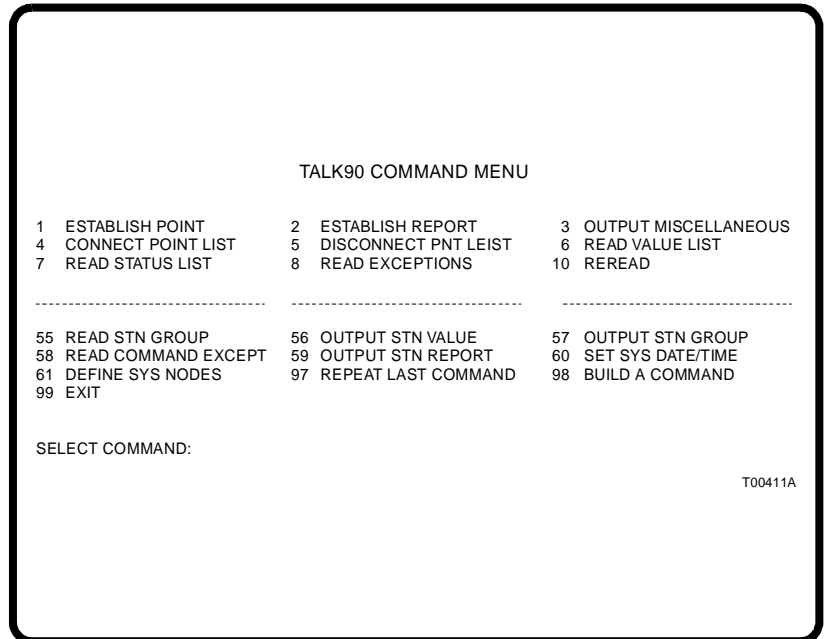 TALK90 COMMAND MENU
1 ESTABLISH POINT 2 ESTABLISH REPORT 3 OUTPUT MISCELLANEOUS
4 CONNECT POINT LIST 5 DISCONNECT PNT LEIST 6 READ VALUE LIST
7 READ STATUS LIST 8 READ EXCEPTIONS 10 REREAD
55 READ STN GROUP 56 OUTPUT STN VALUE 57 OUTPUT STN GROUP
58 READ COMMAND EXCEPT 59 OUTPUT STN REPORT 60 SET SYS DATE/TIME
61 DEFINE SYS NODES 97 REPEAT LAST COMMAND 98 BUILD A COMMAND
99 EXIT
SELECT COMMAND:
T00411A